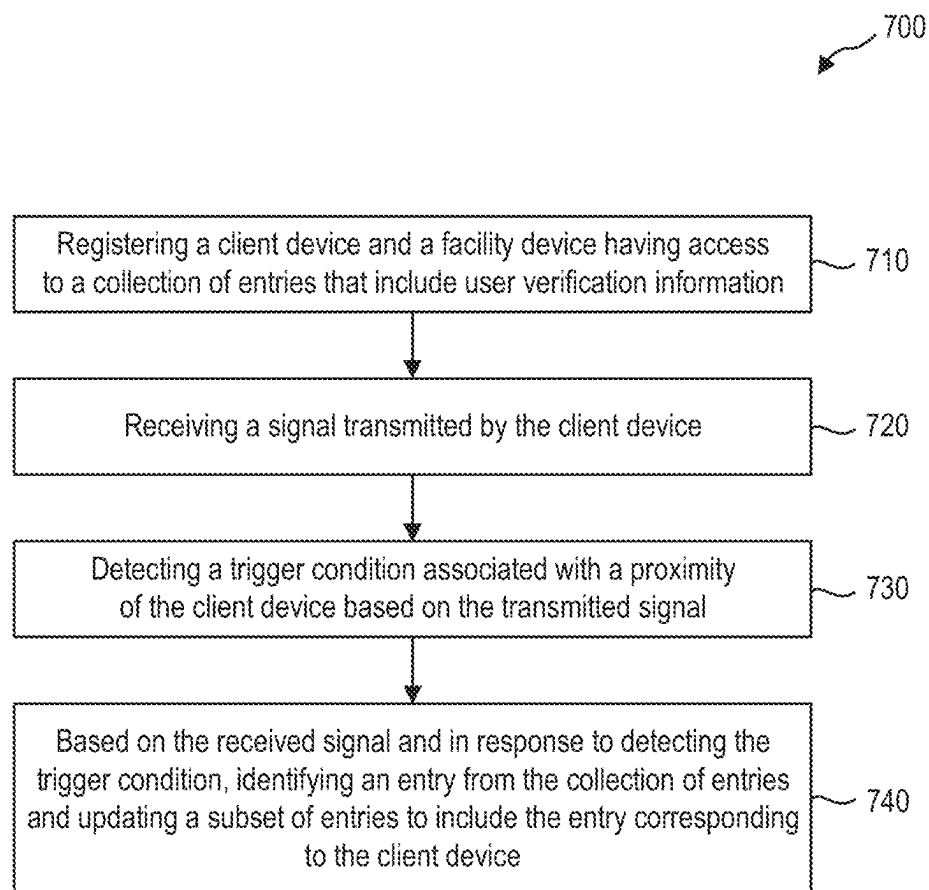 700
Registering a client device and a facility device having access
to a collection of entries that include user verification information
710
Receiving a signal transmitted by the client device
720
Detecting a trigger condition associated with a proximity
of the client device based on the transmitted signal
730
Based on the received signal and in response to detecting the
trigger condition, identifying an entry from the collection of entries
and updating a subset of entries to include the entry corresponding
to the client device
740